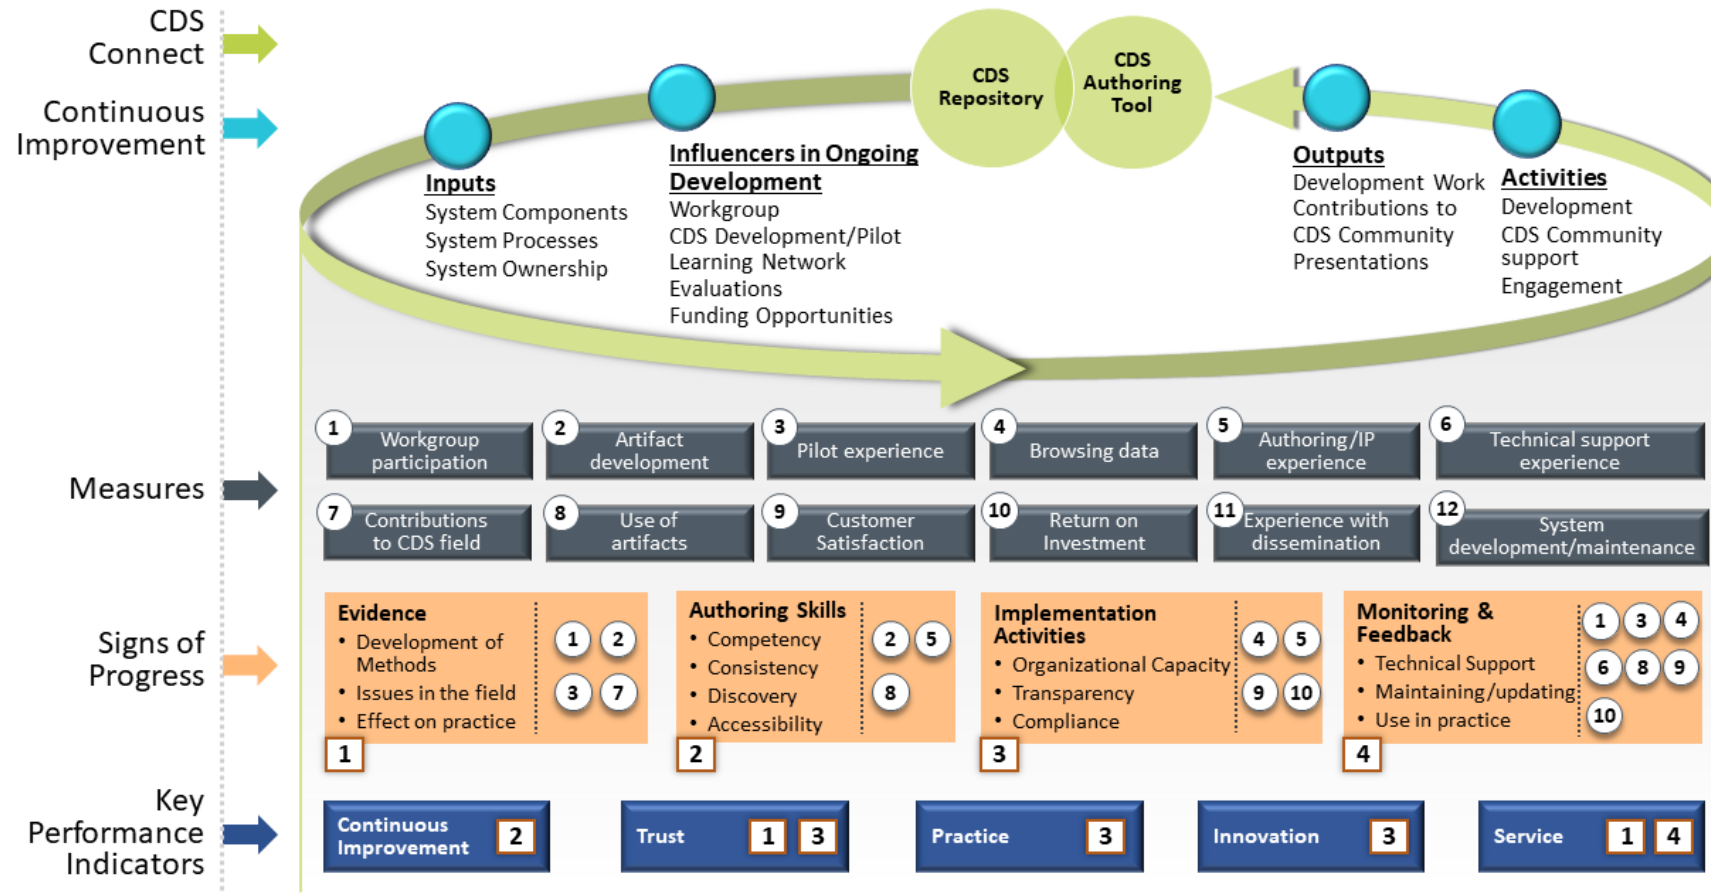 CDS
Connect
Continuous
Improvement
CDS
Repository
CDS
Authoring
Tool
Inputs
System Components
System Processes
System Ownership
Influencers in Ongoing
Development
Workgroup
CDS Development/Pilot
Learning Network
Evaluations
Funding Opportunities
Outputs
Development Work
Contributions to
CDS Community
Presentations
Activities
Development
CDS Community
support
Engagement
Measures
1
Workgroup
participation
2
Artifact
development
3
Pilot experience
4
Browsing data
5
Authoring/IP
experience
6
Technical support
experience
7
Contributions
to CDS field
8
Use of
artifacts
9
Customer
Satisfaction
10
Return on
Investment
11
Experience with
dissemination
12
System
development/maintenance
Signs of
Progress
Evidence
• Development of
Methods
• Issues in the field
• Effect on practice
1 2
3 7
1
Authoring Skills
• Competency
• Consistency
• Discovery
• Accessibility
2 5
8
2
Implementation
Activities
• Organizational Capacity
• Transparency
• Compliance
4 5
9 10
3
Monitoring &
Feedback
• Technical Support
• Maintaining/updating
• Use in practice
1 3 4
6 8 9
10
4
Key
Performance
Indicators
Continuous
Improvement
2
Trust 1 3
Practice 3
Innovation 3
Service 1 4